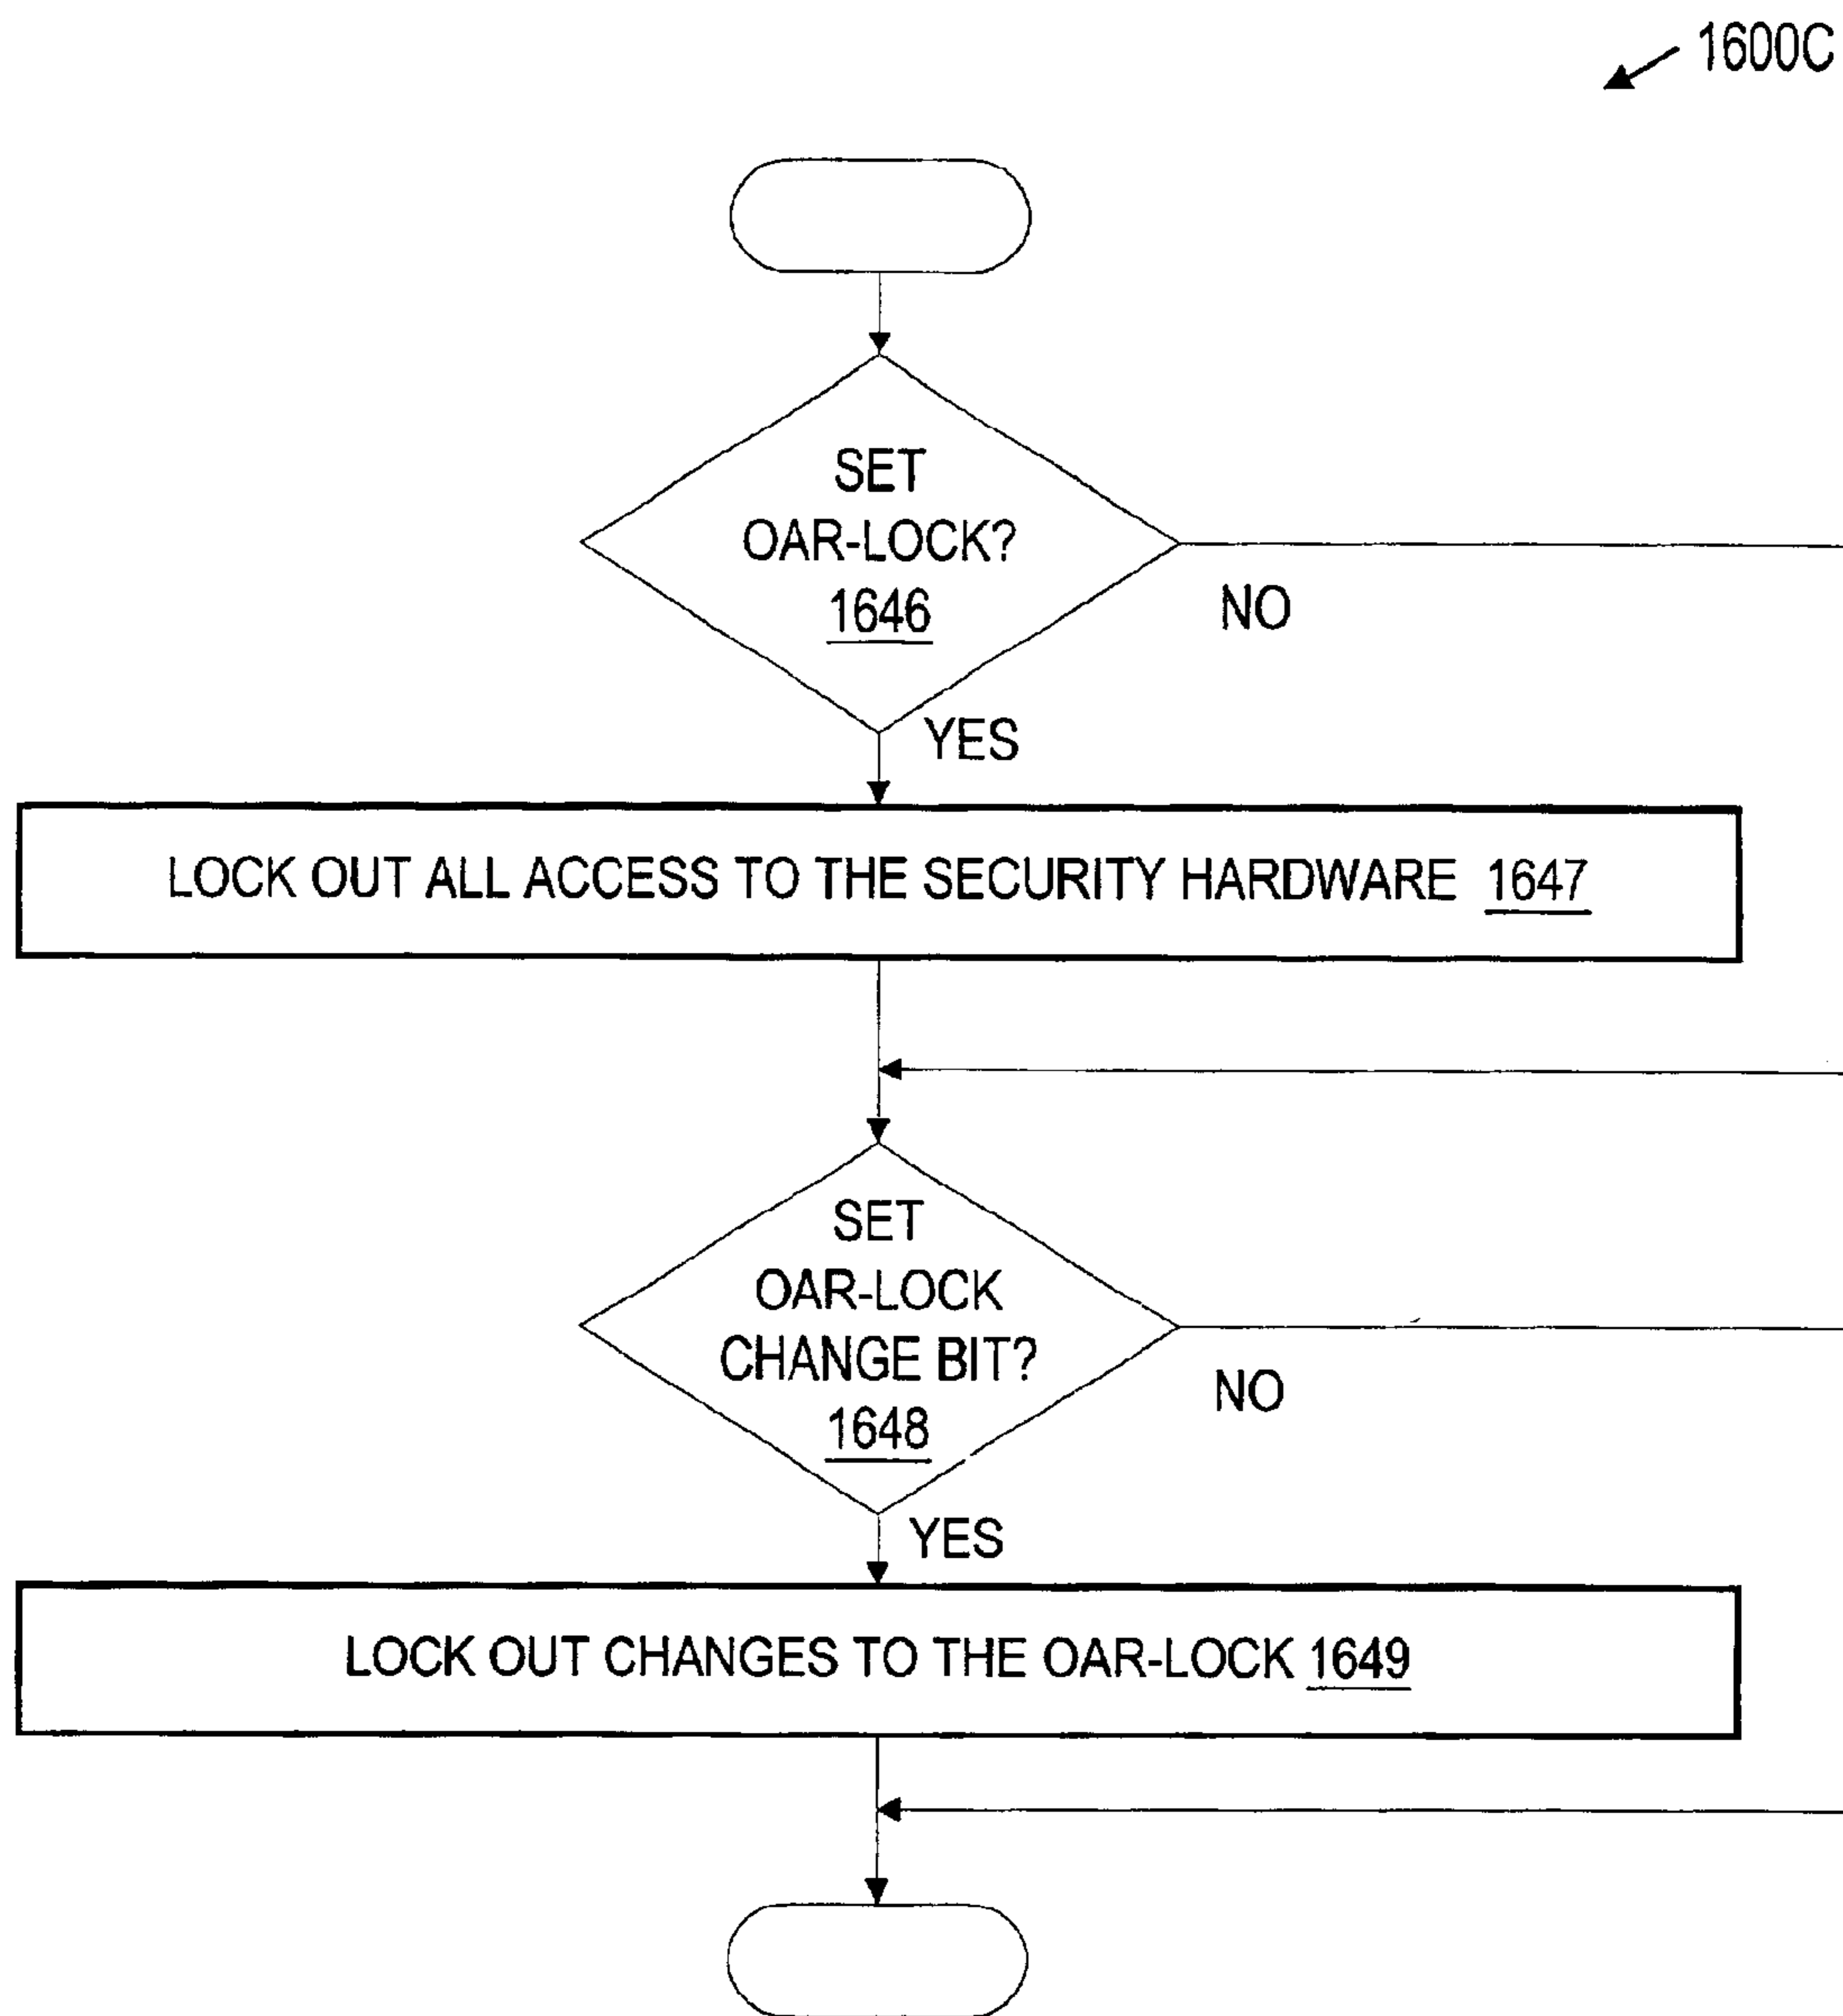 1600C
SET
OAR-LOCK?
1646
NO
YES
LOCK OUT ALL ACCESS TO THE SECURITY HARDWARE 1647
SET
OAR-LOCK
CHANGE BIT?
1648
NO
YES
LOCK OUT CHANGES TO THE OAR-LOCK 1649